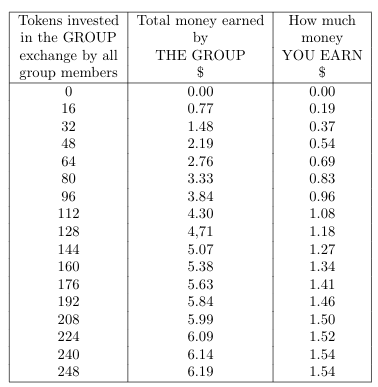 Tokens invested Total money earned How much
in the GROUP by money
exchange by all THE GROUP YOU EARN
group members $ $
0 0.00 0.00
16 0.77 0.19
32 1.48 0.37
48 2.19 0.54
64 2.76 0.69
80 3.33 0.83
96 3.84 0.96
112 4.30 1.08
128 4,71 1.18
144 5.07 1.27
160 5.38 1.34
176 5.63 1.41
192 5.84 1.46
208 5.99 1.50
224 6.09 1.52
240 6.14 1.54
248 6.19 1.54